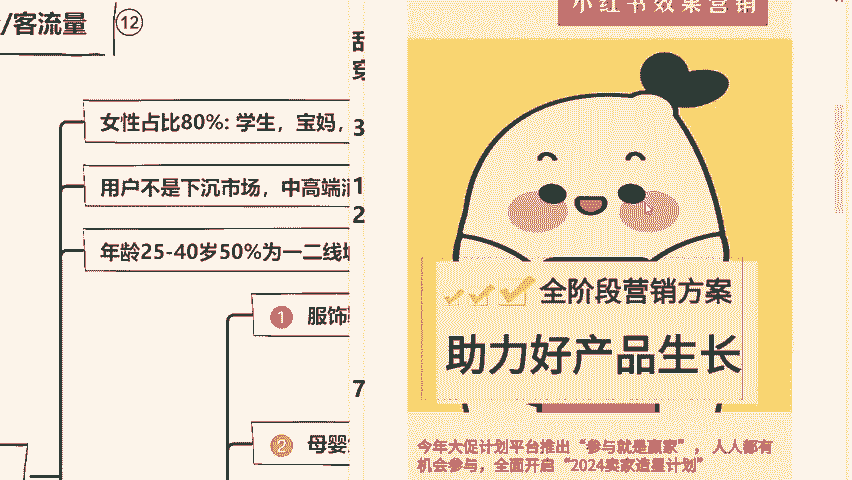 /客流量 12
女性占比80%: 学生，宝妈，
用户不是下沉市场，中高端
年龄25-40岁50%为一二线
1 服饰
2 母婴
3
1
2
7
小红书效果营销
全阶段营销方案
助力好产品生长
今年大促计划平台推出“参与就是赢家”，人人都有
机会参与，全面开启“2024卖家造量计划”